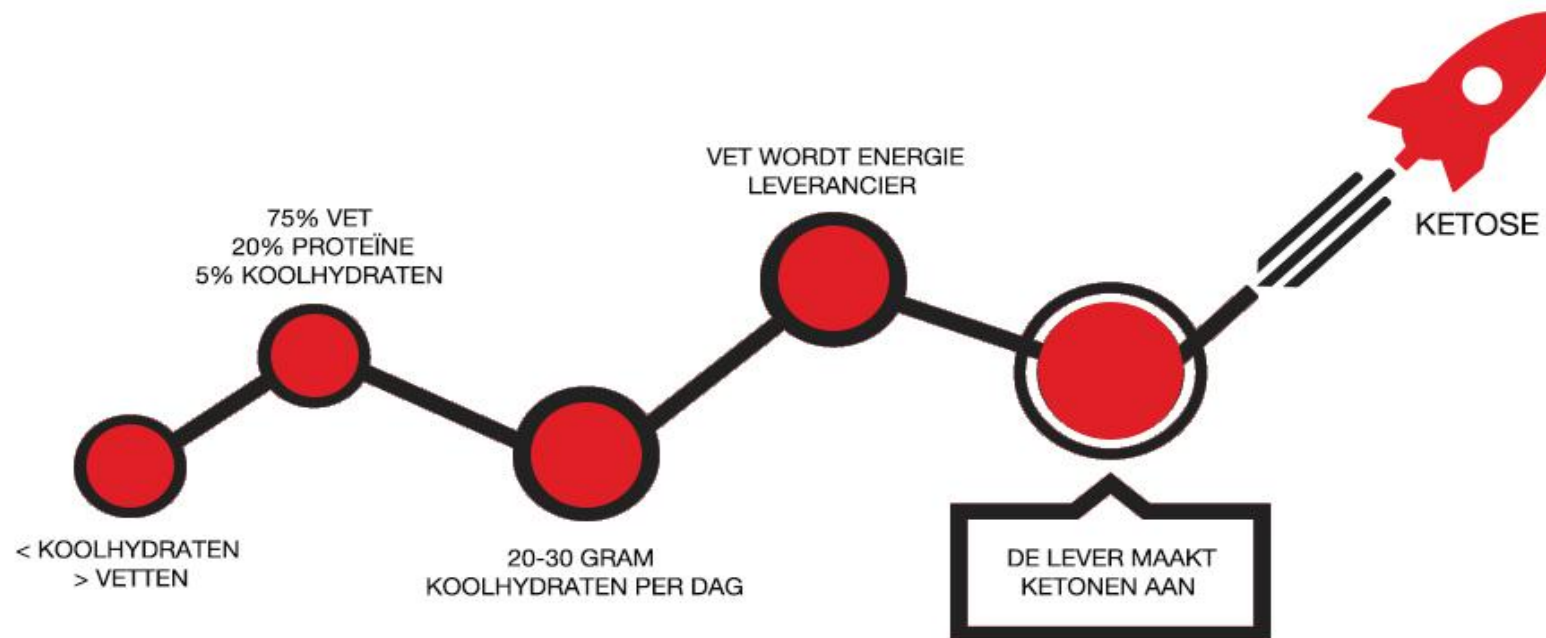 < KOOLHYDRATEN
> VETTEN
75% VET
20% PROTEÏNE
5% KOOLHYDRATEN
20-30 GRAM
KOOLHYDRATEN PER DAG
VET WORDT ENERGIE
LEVERANCIER
DE LEVER MAAKT
KETONEN AAN
KETOSE